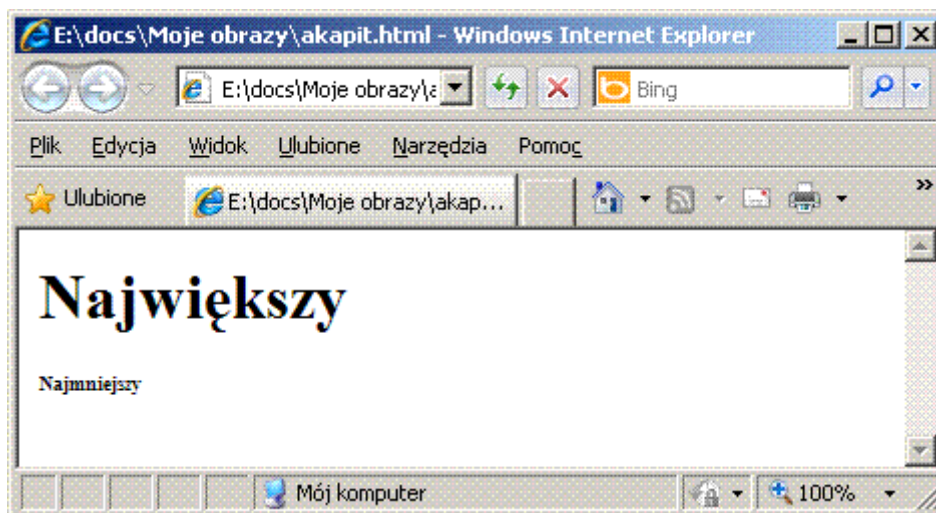 E:\docs\Moje obrazy\akapit.html - Windows Internet Explorer
E:\docs\Moje obrazy\a
Bing
Plik Edycja Widok Ulubione Narzędzia Pomoc
Ulubione E:\docs\Moje obrazy\akap... »
Największy
Najmniejszy
Mój komputer 100%